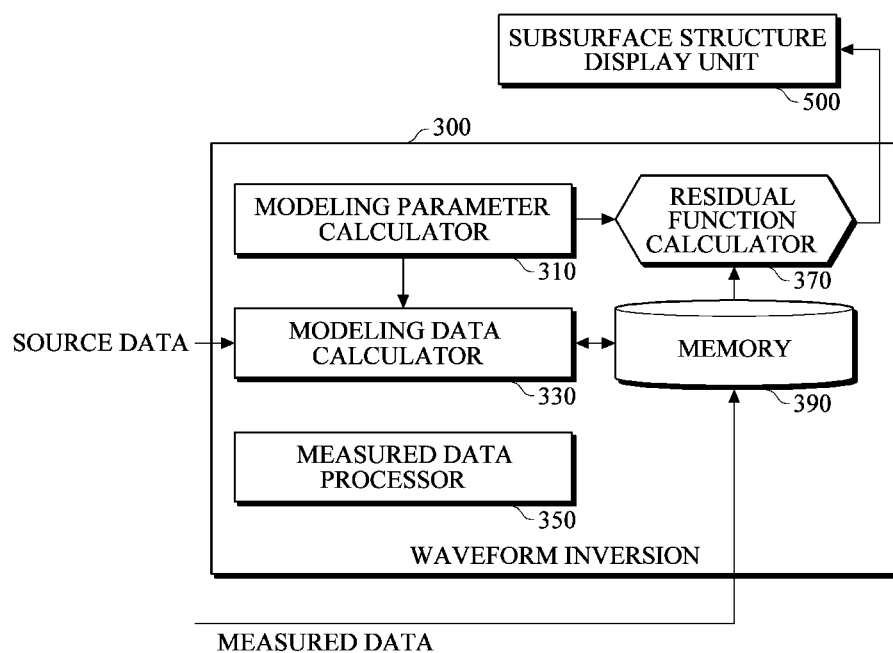 SUBSURFACE STRUCTURE
DISPLAY UNIT
500
300
MODELING PARAMETER
CALCULATOR
310
RESIDUAL
FUNCTION
CALCULATOR
370
SOURCE DATA
MODELING DATA
CALCULATOR
330
MEMORY
390
MEASURED DATA
PROCESSOR
350
WAVEFORM INVERSION
MEASURED DATA